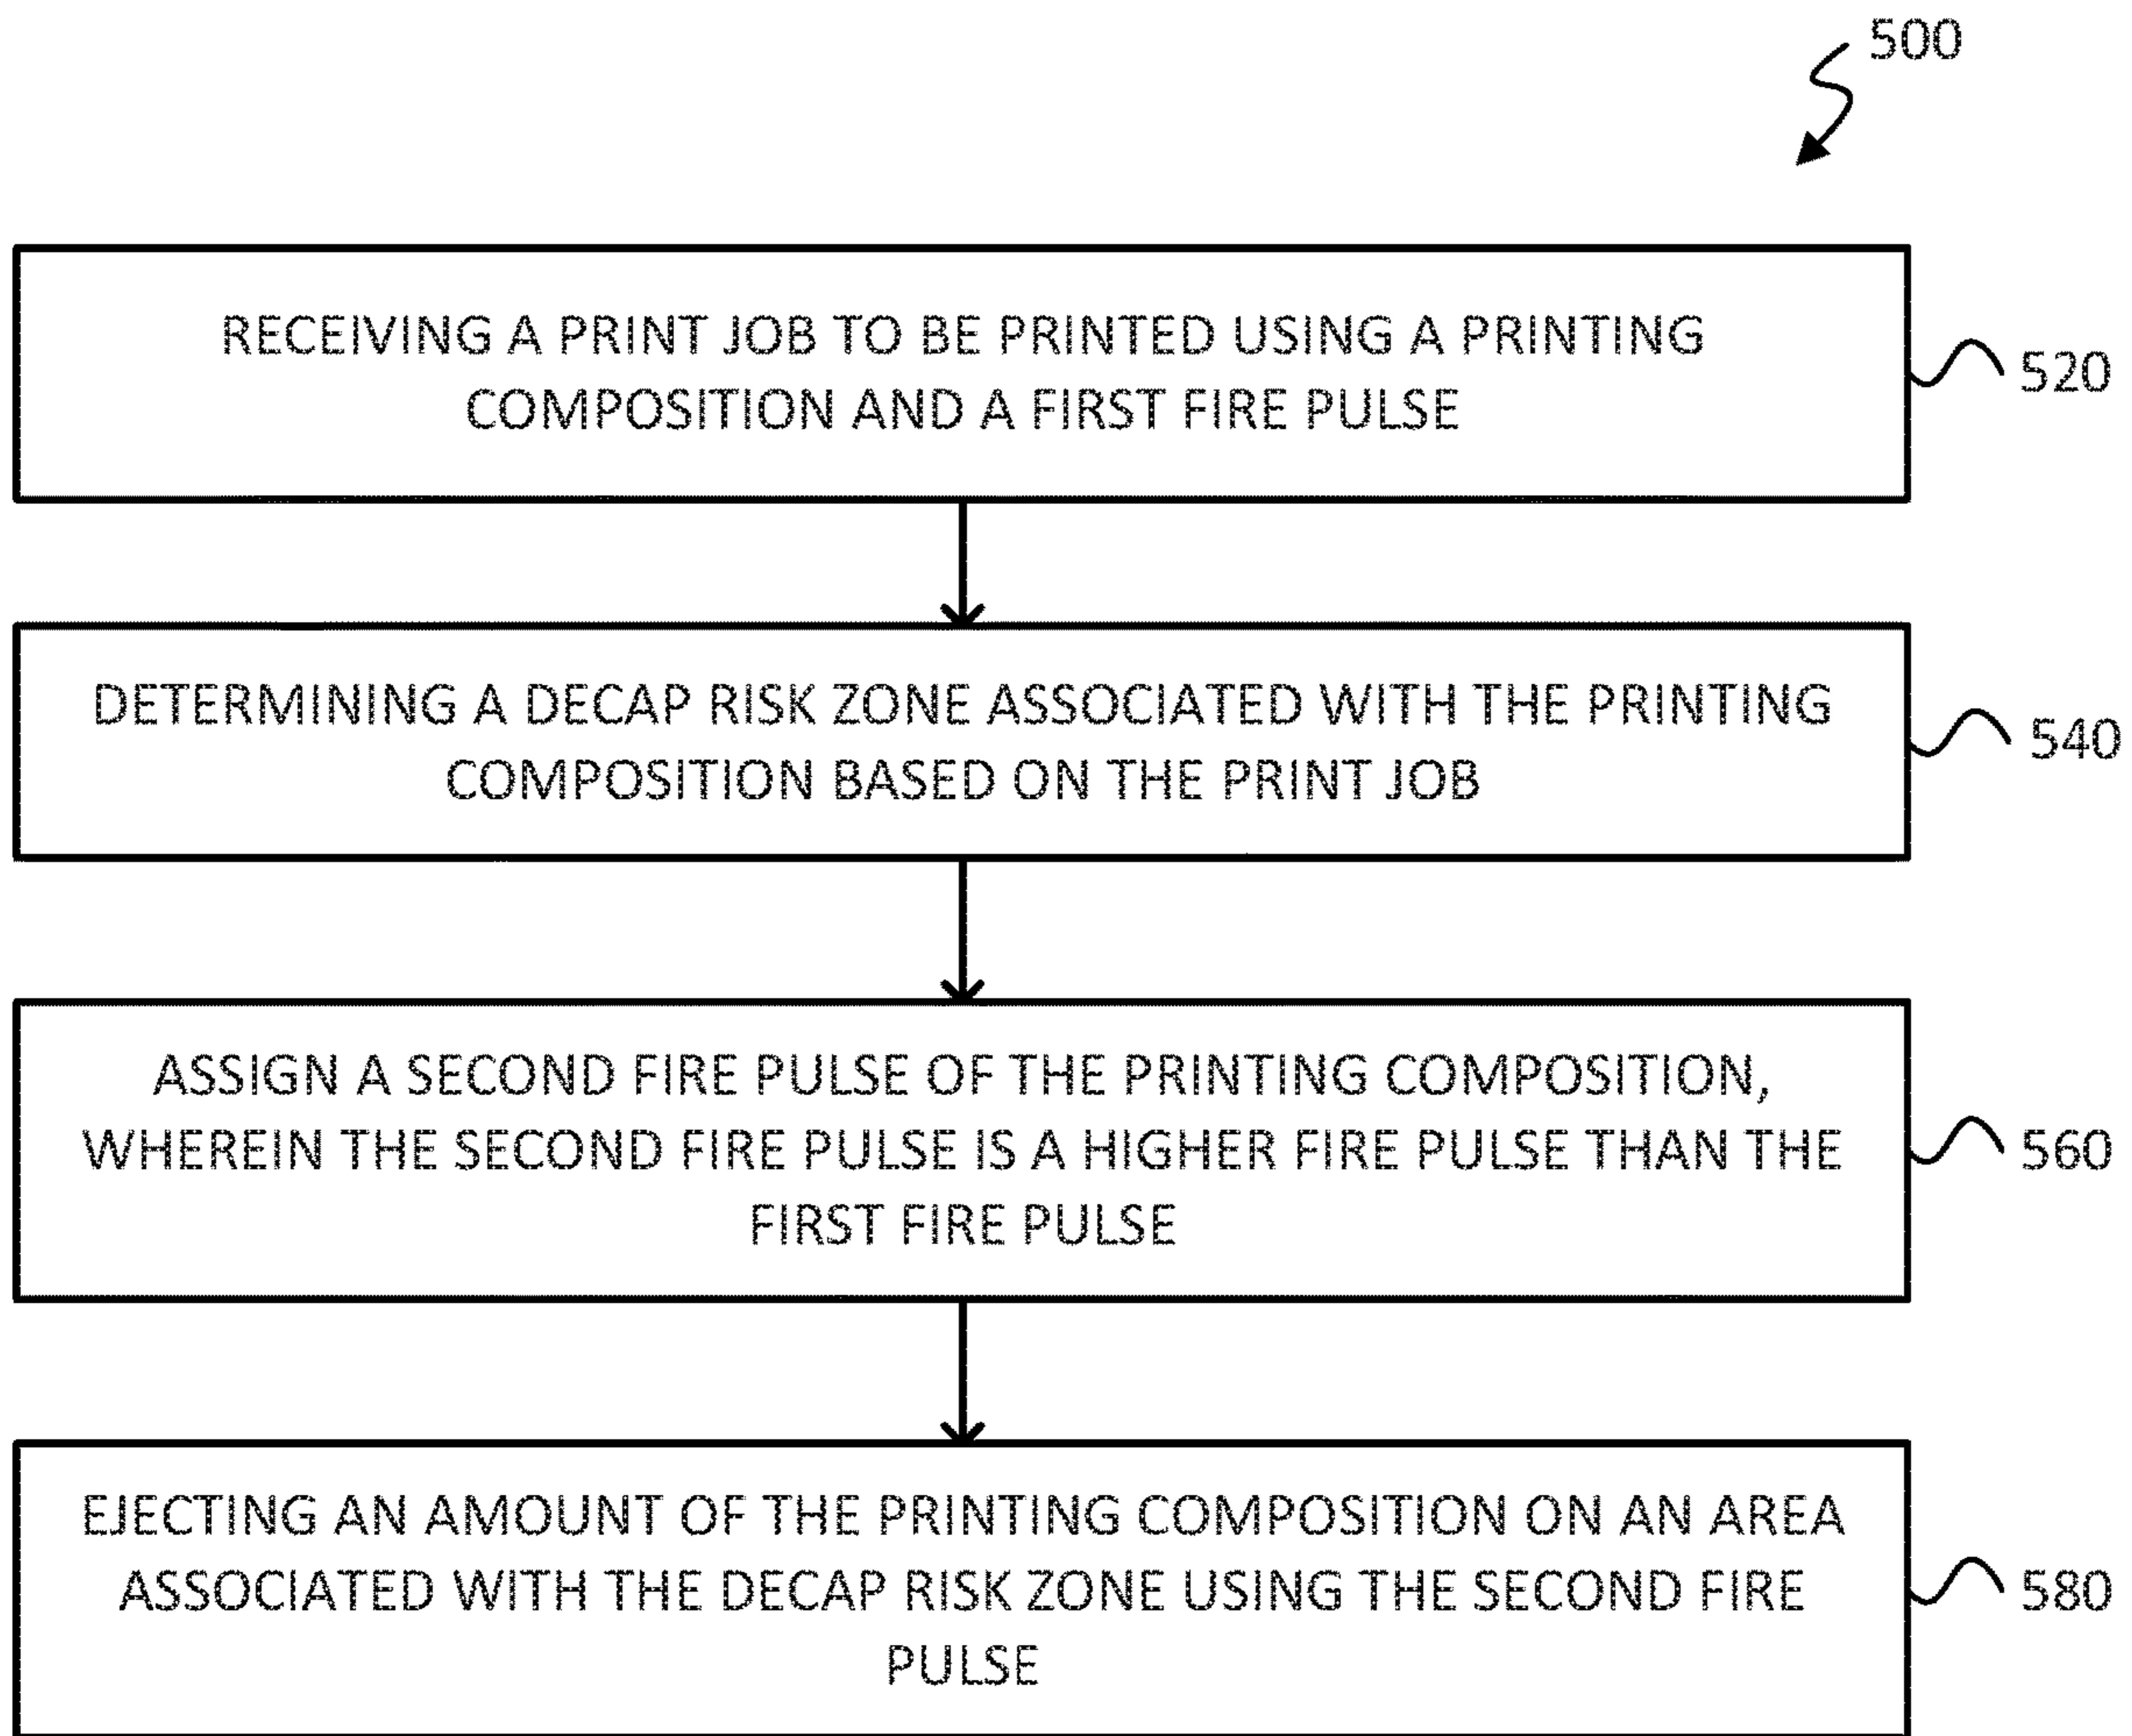 500
RECEIVING A PRINT JOB TO BE PRINTED USING A PRINTING
COMPOSITION AND A FIRST FIRE PULSE
520
DETERMINING A DECAP RISK ZONE ASSOCIATED WITH THE PRINTING
COMPOSITION BASED ON THE PRINT JOB
540
ASSIGN A SECOND FIRE PULSE OF THE PRINTING COMPOSITION,
WHEREIN THE SECOND FIRE PULSE IS A HIGHER FIRE PULSE THAN THE
FIRST FIRE PULSE
560
EJECTING AN AMOUNT OF THE PRINTING COMPOSITION ON AN AREA
ASSOCIATED WITH THE DECAP RISK ZONE USING THE SECOND FIRE
PULSE
580